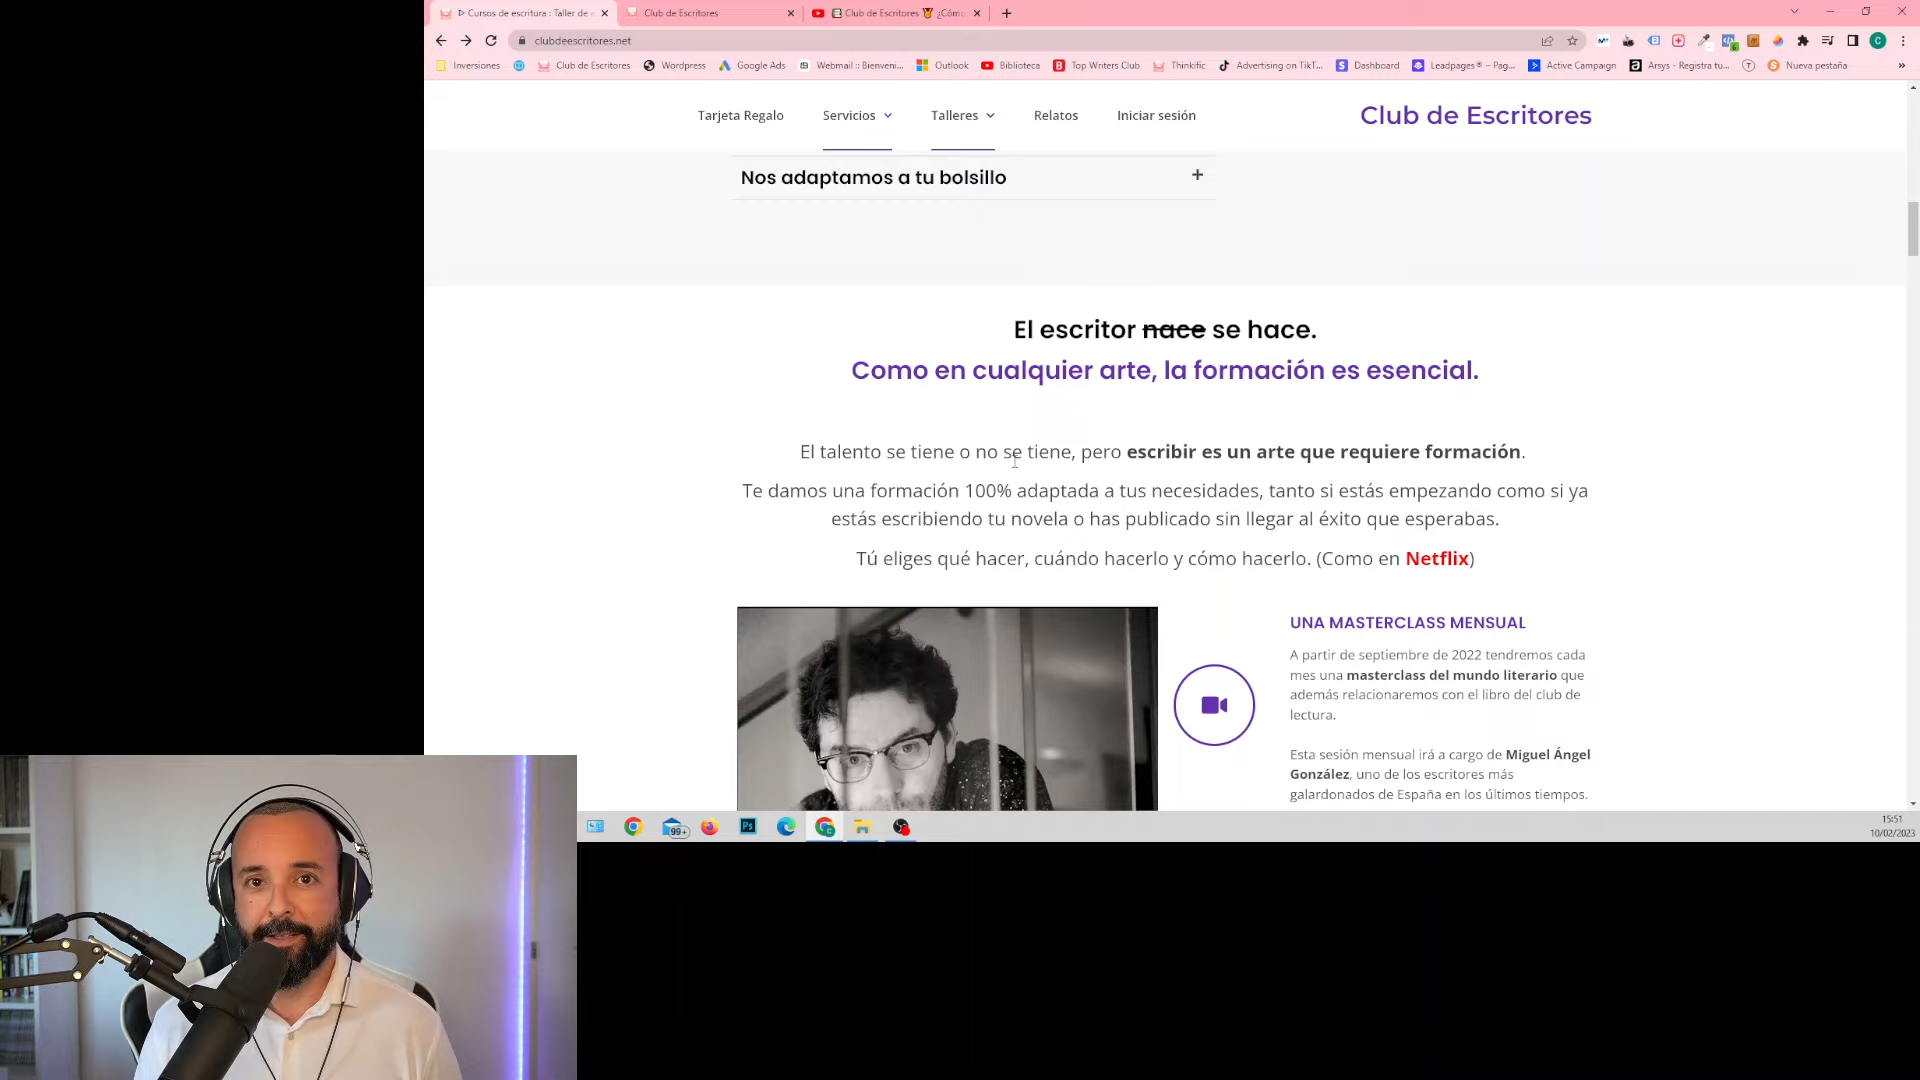 ▷ Cursos de escritura : Taller de e
Club de Escritores
Club de Escritores 🏅 ¿Cómo
clubdeescritores.net
Inversiones
Club de Escritores
Wordpress
Google Ads
Webmail :: Bienveni...
Outlook
Biblioteca
Top Writers Club
Thinkific
Advertising on TikT...
Dashboard
Leadpages® – Pag...
Active Campaign
Arsys - Registra tu...
Nueva pestaña
Tarjeta Regalo
Servicios
Talleres
Relatos
Iniciar sesión
Club de Escritores
Nos adaptamos a tu bolsillo
+
El escritor nace se hace.
Como en cualquier arte, la formación es esencial.
El talento se tiene o no se tiene, pero escribir es un arte que requiere formación.
Te damos una formación 100% adaptada a tus necesidades, tanto si estás empezando como si ya
estás escribiendo tu novela o has publicado sin llegar al éxito que esperabas.
Tú eliges qué hacer, cuándo hacerlo y cómo hacerlo. (Como en Netflix)
UNA MASTERCLASS MENSUAL
A partir de septiembre de 2022 tendremos cada
mes una masterclass del mundo literario que
además relacionaremos con el libro del club de
lectura.
Esta sesión mensual irá a cargo de Miguel Ángel
González, uno de los escritores más
galardonados de España en los últimos tiempos.
99+
Ps
15:51
10/02/2023